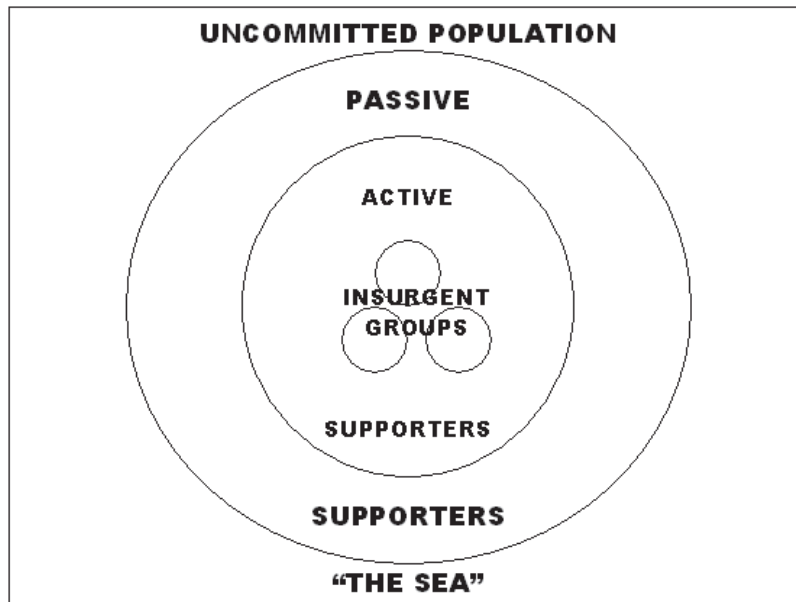 UNCOMMITTED POPULATION
PASSIVE
ACTIVE
INSURGENT
GROUPS
SUPPORTERS
SUPPORTERS
“THE SEA”